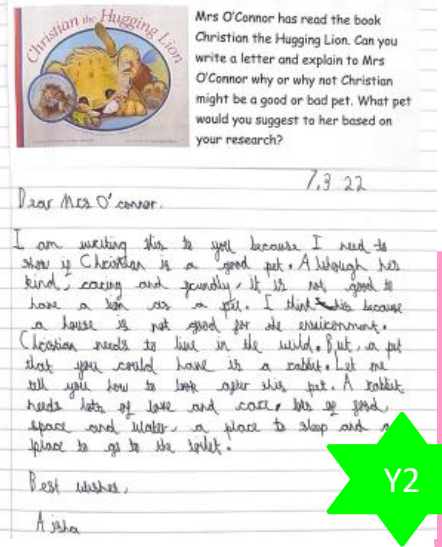 Christian the Hugging Lion
Mrs O'Connor has read the book
Christian the Hugging Lion. Can you
write a letter and explain to Mrs
O'Connor why or why not Christian
might be a good or bad pet. What pet
would you suggest to her based on
your research?
7.3 22
Dear Mrs O'connor.
I am writing this to you because I need to
show if Christian is a good pet. Although he's
kind, caring and friendly, it is not good to
have a lion as a pet. I think this because
a house is not good for the environment.
Christian needs to live in the wild. But, a pet
that you could have is a rabbit. Let me
tell you how to look after this pet. A rabbit
needs lots of love and care, lots of food,
space and water, a place to sleep and a
place to go to the toilet.
Best wishes,
Aisha
Y2